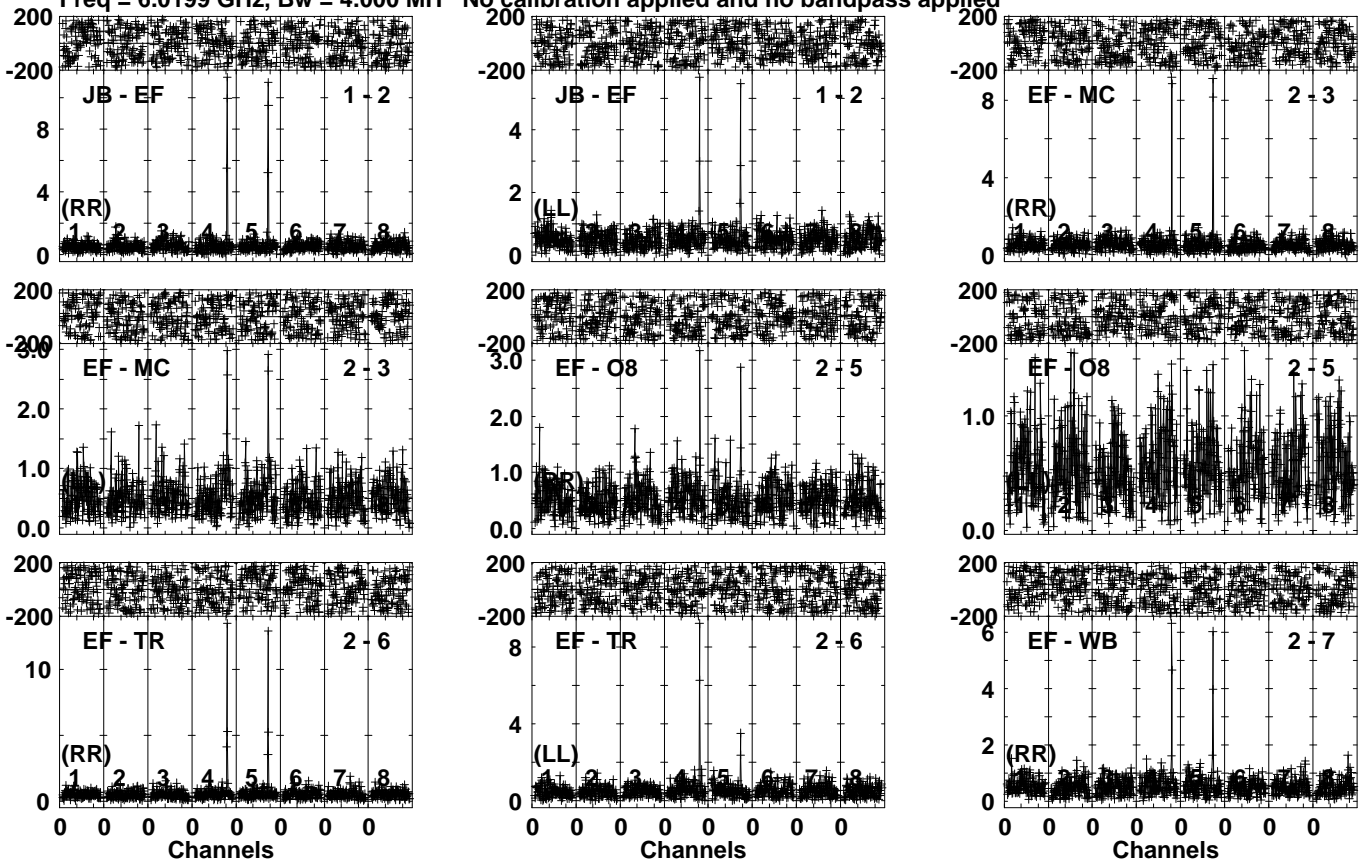 Freq = 6.0199 GHz, Bw = 4.000 MH No calibration applied and no bandpass applied
200 200 200
-200 -200 -200
JB - EF 1 - 2 JB - EF 1 - 2 EF - MC 2 - 3
8 4 8
4 2 4
(RR) (LL) (RR)
1 2 3 4 5 6 7 8 1 2 3 4 5 6 7 8
0 0 0
200 200 200
-200 -200 -200
3.0 3.0
EF - MC 2 - 3 EF - O8 2 - 5 EF - O8 2 - 5
2.0 2.0 1.0
1.0 1.0
(RR)
0.0 0.0 0.0
200 200 200
-200 -200 -200
EF - TR 2 - 6 EF - TR 2 - 6 EF - WB 2 - 7
10 8 6
4 4
2
(RR) (LL) (RR)
1 2 3 4 5 6 7 8 1 2 3 4 5 6 7 8
0 0 0
0 0 0 0 0 0 0 0 0 0 0 0 0 0 0 0 0 0 0 0 0 0 0 0
Channels Channels Channels